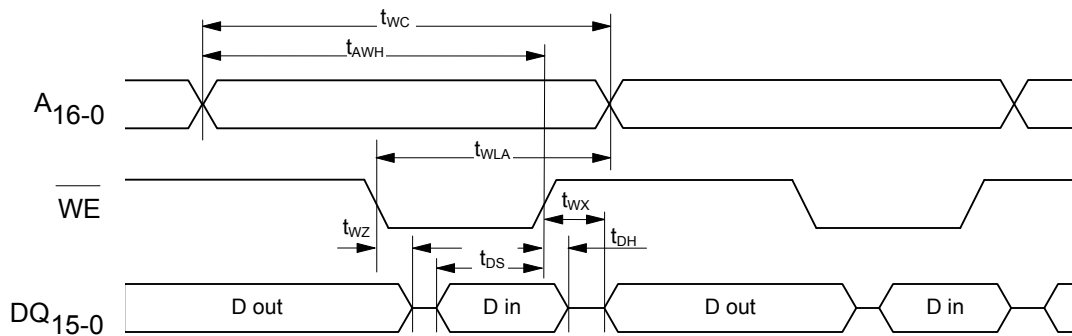 tWC
tAWH
A16-0
tWLA
WE
tWX
tWZ
tDH
tDS
DQ15-0
D out
D in
D out
D in